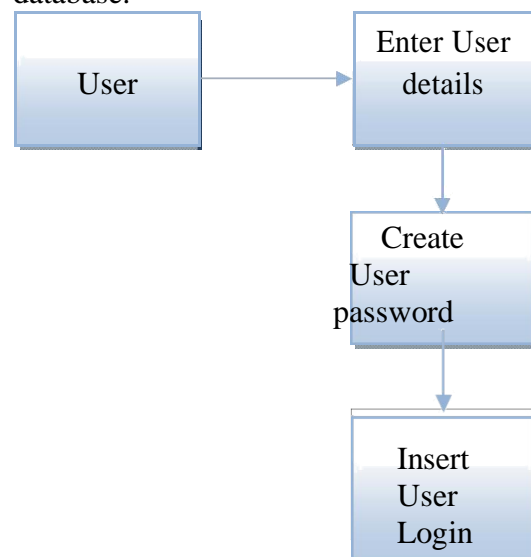 database.
User
Enter User
details
Create
User
password
Insert
User
Login